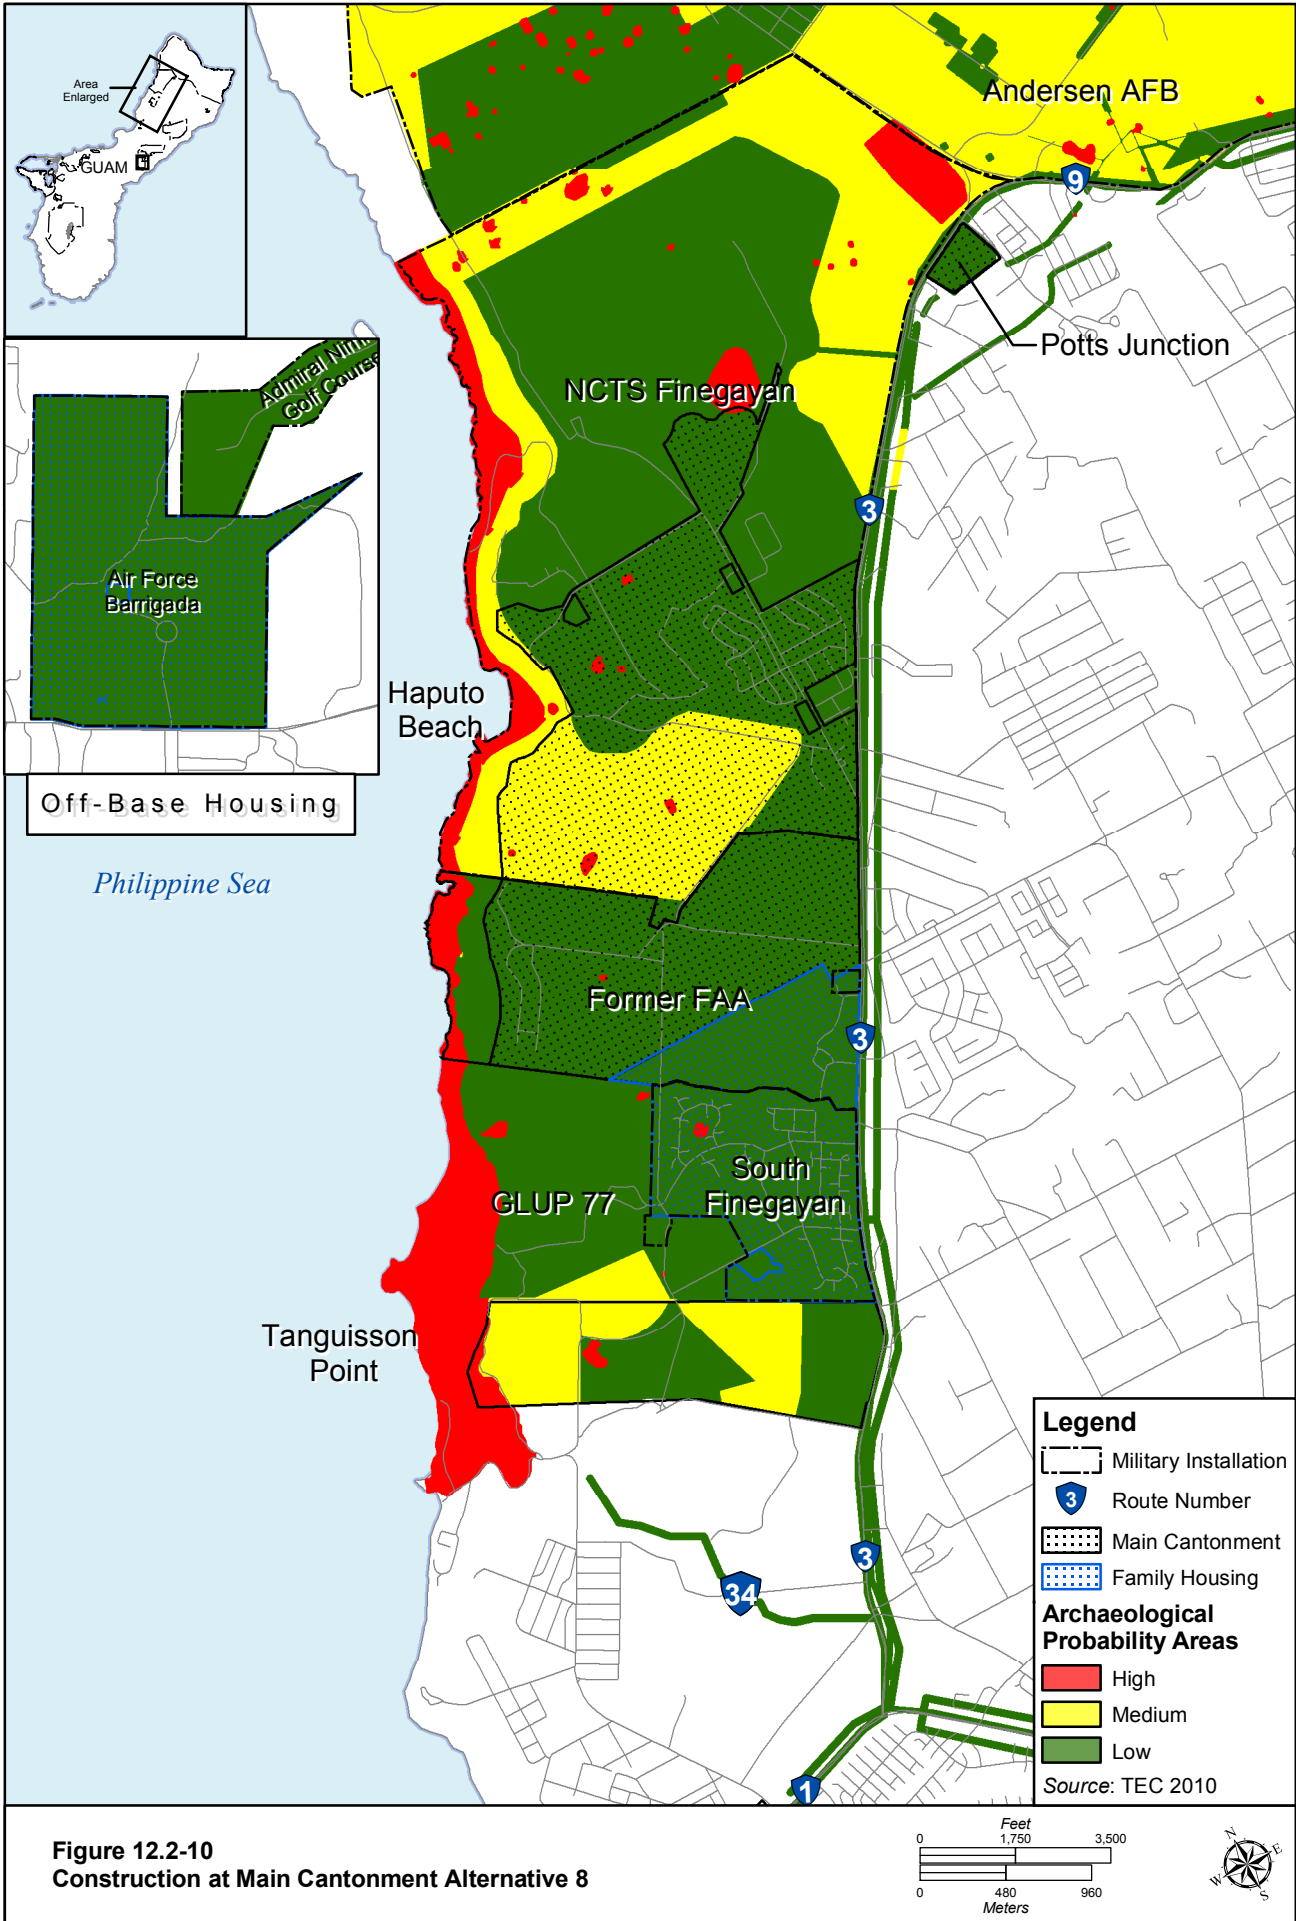 Area
Enlarged
GUAM
Andersen AFB
9
Potts Junction
NCTS Finegayan
3
Admiral Nim
Golf Course
Air Force
Barrigada
Off-Base Housing
Haputo
Beach
Philippine Sea
Former FAA
3
South
Finegayan
GLUP 77
Tanguisson
Point
3
34
1
Legend
Military Installation
3 Route Number
Main Cantonment
Family Housing
Archaeological
Probability Areas
High
Medium
Low
Source: TEC 2010
Figure 12.2-10
Construction at Main Cantonment Alternative 8
Feet
0 1,750 3,500
0 480 960
Meters
N
E
W
S